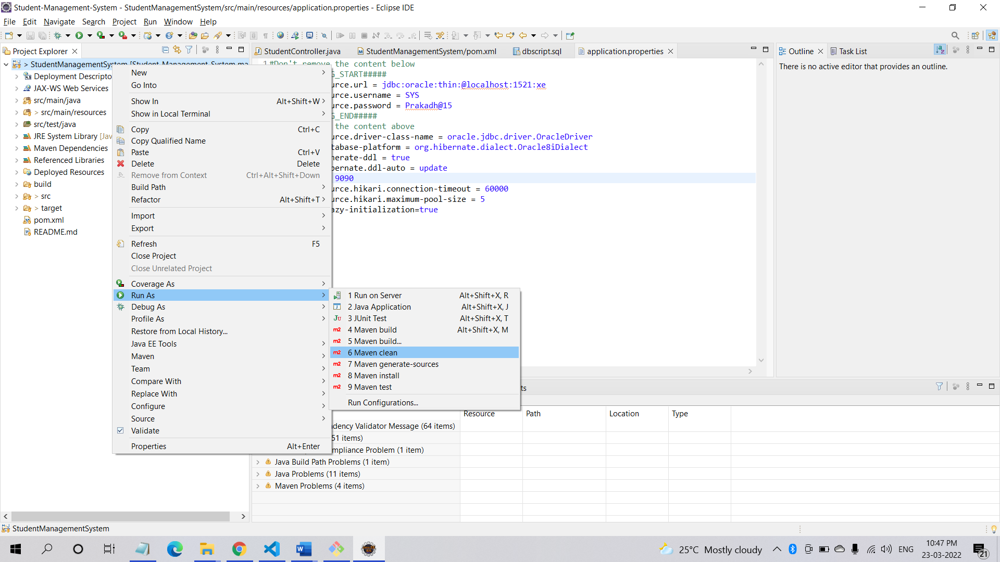 Student-Management-System - StudentManagementSystem/src/main/resources/application.properties - Eclipse IDE
File Edit Navigate Search Project Run Window Help
Project Explorer
> StudentManagementSystem [Student-Management-System ma
Deployment Descripto
JAX-WS Web Services
src/main/java
> src/main/resources
src/test/java
JRE System Library [Jav
Maven Dependencies
Referenced Libraries
Deployed Resources
build
> src
> target
pom.xml
README.md
New
Go Into
Show In Alt+Shift+W
Show in Local Terminal
Copy Ctrl+C
Copy Qualified Name
Paste Ctrl+V
Delete Delete
Remove from Context Ctrl+Alt+Shift+Down
Build Path
Refactor Alt+Shift+T
Import
Export
Refresh F5
Close Project
Close Unrelated Project
Coverage As
Run As
Debug As
Profile As
Restore from Local History...
Java EE Tools
Maven
Team
Compare With
Replace With
Configure
Source
Validate
Properties Alt+Enter
1 Run on Server Alt+Shift+X, R
2 Java Application Alt+Shift+X, J
3 JUnit Test Alt+Shift+X, T
4 Maven build Alt+Shift+X, M
5 Maven build...
6 Maven clean
7 Maven generate-sources
8 Maven install
9 Maven test
Run Configurations...
StudentController.java StudentManagementSystem/pom.xml dbscript.sql application.properties
1 #Don't remove the content below
G_START#####
urce.url = jdbc:oracle:thin:@localhost:1521:xe
urce.username = SYS
urce.password = Prakadh@15
G_END#####
the content above
urce.driver-class-name = oracle.jdbc.driver.OracleDriver
tabase-platform = org.hibernate.dialect.Oracle8iDialect
nerate-ddl = true
bernate.ddl-auto = update
9090
urce.hikari.connection-timeout = 60000
urce.hikari.maximum-pool-size = 5
azy-initialization=true
Outline Task List
There is no active editor that provides an outline.
ts
Resource Path Location Type
dency Validator Message (64 items)
51 items)
mpliance Problem (1 item)
Java Build Path Problems (1 item)
Java Problems (11 items)
Maven Problems (4 items)
StudentManagementSystem
25°C Mostly cloudy
ENG
10:47 PM
23-03-2022
21